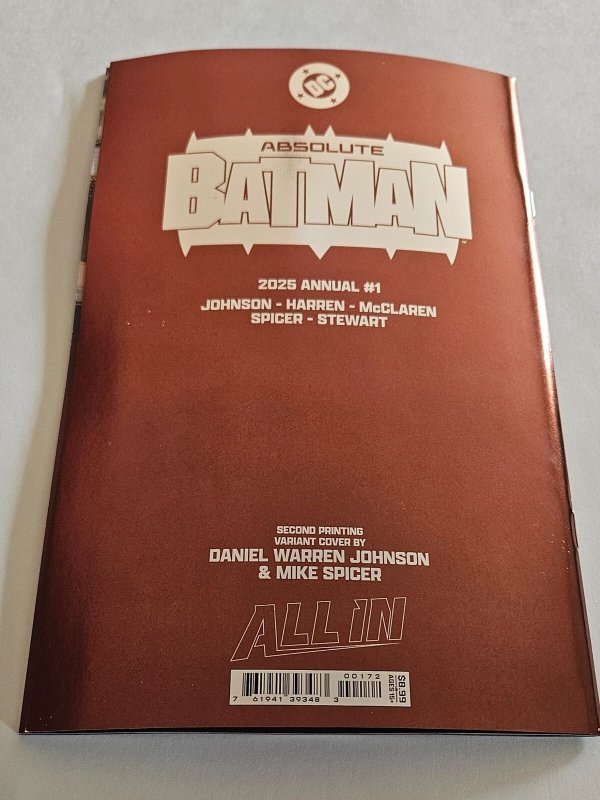 DC
ABSOLUTE
BATMAN
TM
2025 ANNUAL #1
JOHNSON - HARREN - McCLAREN
SPICER - STEWART
SECOND PRINTING
VARIANT COVER BY
DANIEL WARREN JOHNSON
& MIKE SPICER
ALL IN
00172
7 61941 39348 3
$8.99
AGES 15+